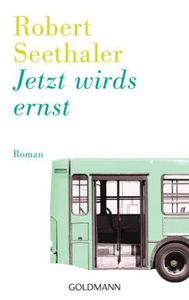 Robert
Seethaler
Jetzt wirds
ernst
Roman
GOLDMANN